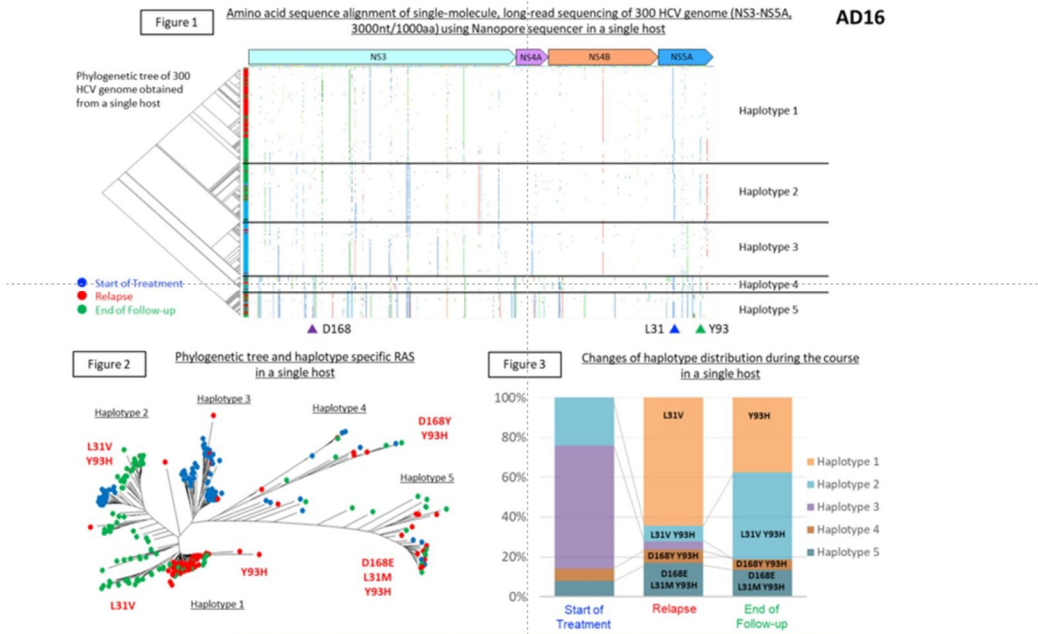 Figure 1
Amino acid sequence alignment of single-molecule, long-read sequencing of 300 HCV genome (NS3-NS5A,
3000nt/1000aa) using Nanopore sequencer in a single host
AD16
NS3
NS4A
NS4B
NS5A
Phylogenetic tree of 300
HCV genome obtained
from a single host
Haplotype 1
Haplotype 2
Haplotype 3
Haplotype 4
Haplotype 5
Start of Treatment
Relapse
End of Follow-up
D168
L31
Y93
Figure 2
Phylogenetic tree and haplotype specific RAS
in a single host
Haplotype 2
Haplotype 3
Haplotype 4
D168Y
Y93H
L31V
Y93H
Haplotype 5
Y93H
D168E
L31M
Y93H
L31V
Haplotype 1
Figure 3
Changes of haplotype distribution during the course
in a single host
100%
80%
60%
40%
20%
0%
L31V
L31V Y93H
D168Y Y93H
D168E
L31M Y93H
Y93H
L31V Y93H
D168Y Y93H
D168E
L31M Y93H
Haplotype 1
Haplotype 2
Haplotype 3
Haplotype 4
Haplotype 5
Start of
Treatment
Relapse
End of
Follow-up